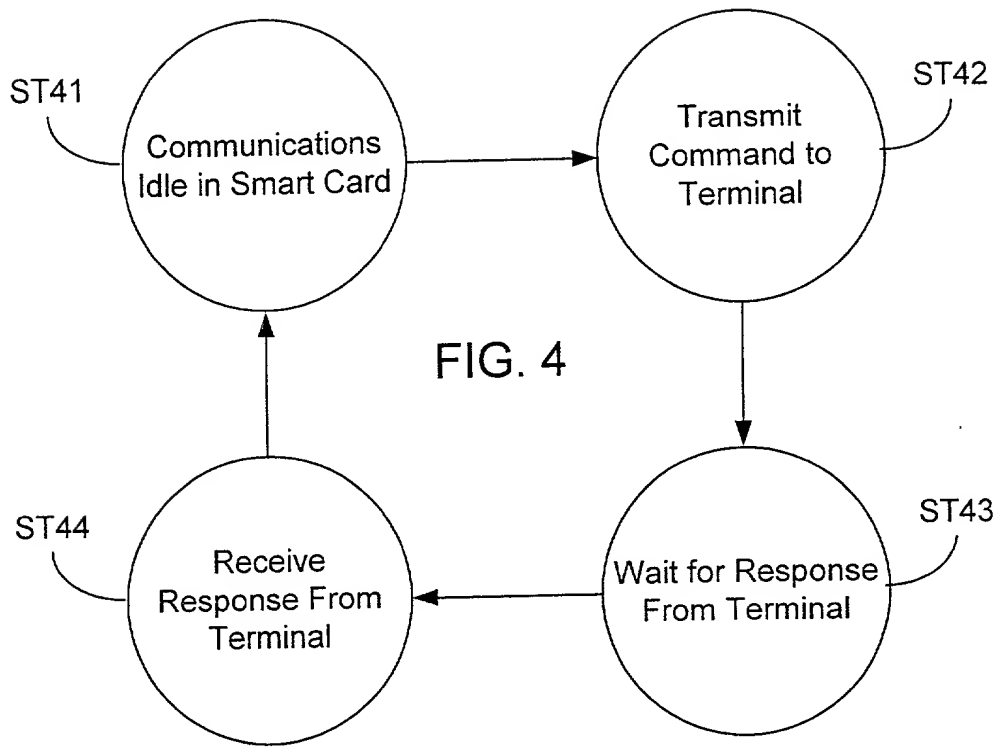 ST41
Communications
Idle in Smart Card
ST42
Transmit
Command to
Terminal
FIG. 4
ST44
Receive
Response From
Terminal
ST43
Wait for Response
From Terminal